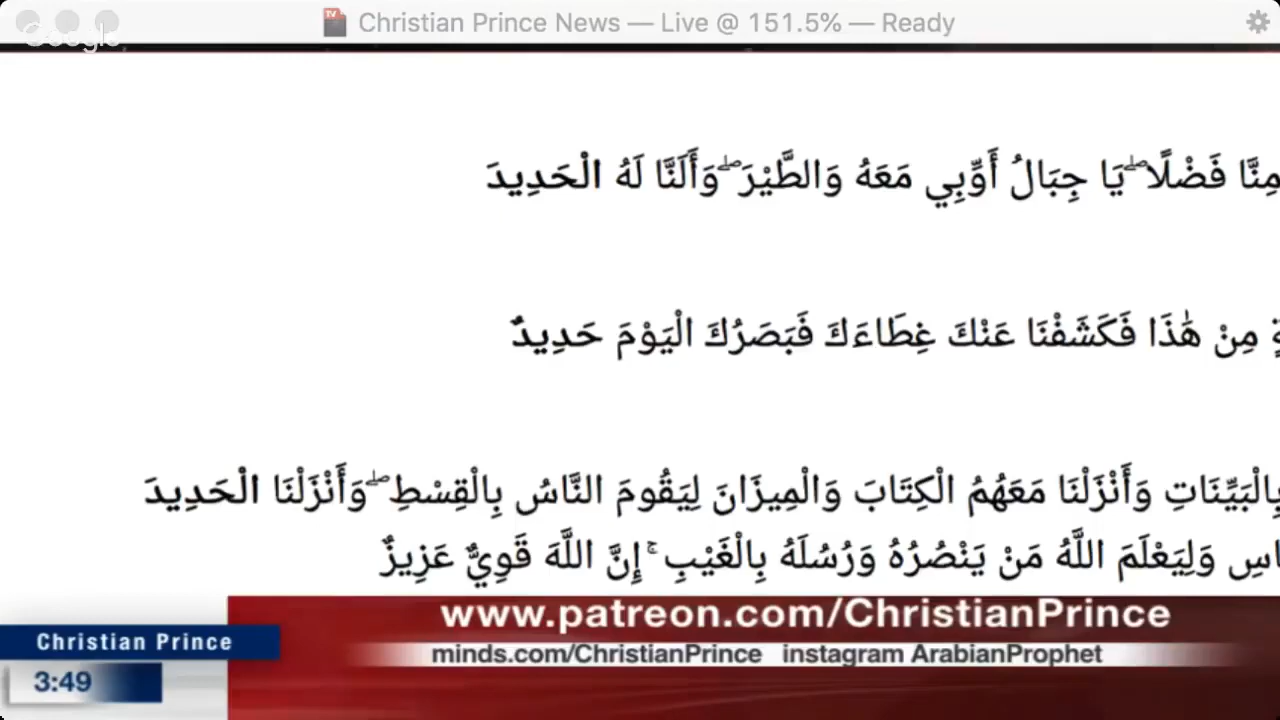 Christian Prince News — Live @ 151.5% — Ready
Google
مِنَّا فَضْلًا ۖ يَا جِبَالُ أَوِّبِي مَعَهُ وَالطَّيْرَ ۖ وَأَلَنَّا لَهُ الْحَدِيدَ
مِنْ هَٰذَا فَكَشَفْنَا عَنْكَ غِطَاءَكَ فَبَصَرُكَ الْيَوْمَ حَدِيدٌ
بِالْبَيِّنَاتِ وَأَنْزَلْنَا مَعَهُمُ الْكِتَابَ وَالْمِيزَانَ لِيَقُومَ النَّاسُ بِالْقِسْطِ ۖ وَأَنْزَلْنَا الْحَدِيدَ
وَلِيَعْلَمَ اللَّهُ مَنْ يَنْصُرُهُ وَرُسُلَهُ بِالْغَيْبِ ۚ إِنَّ اللَّهَ قَوِيٌّ عَزِيزٌ
www.patreon.com/ChristianPrince
Christian Prince
minds.com/ChristianPrince instagram ArabianProphet
3:49